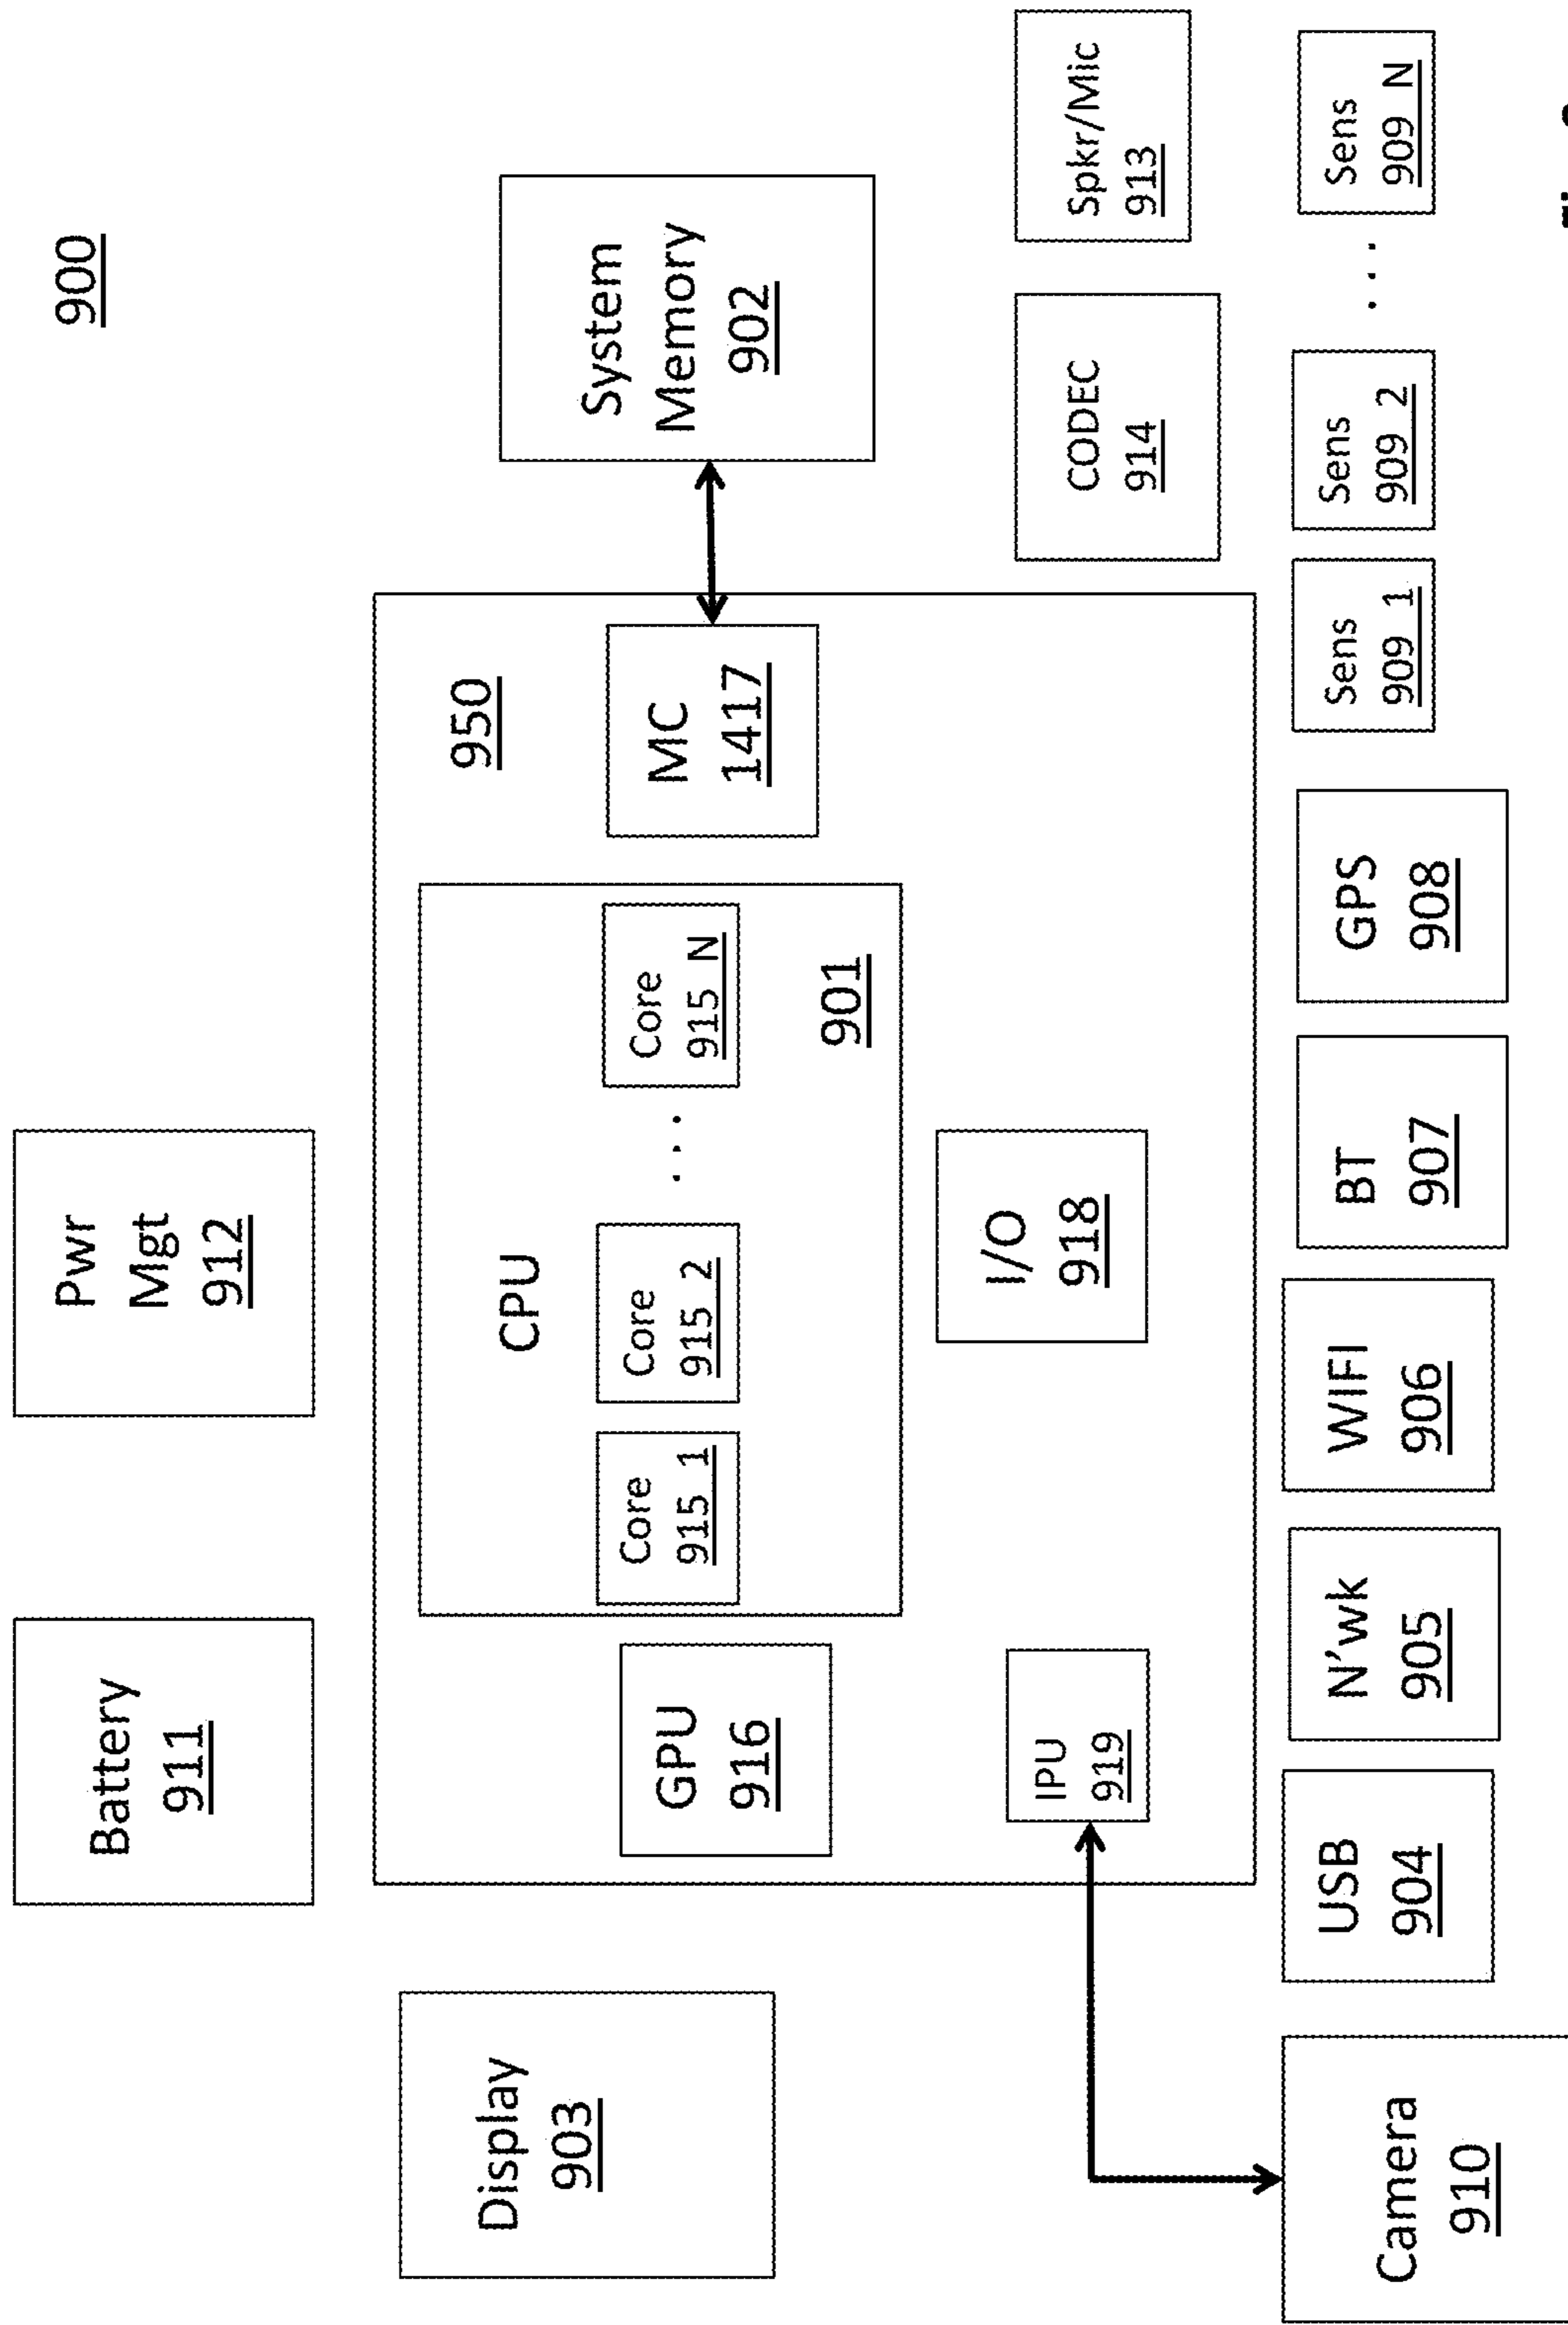 900
Battery
911
Pwr
Mgt
912
Display
903
950
CPU
Core
915_1
Core
915_2
. . .
Core
915_N
901
GPU
916
MC
1417
System
Memory
902
IPU
919
I/O
918
CODEC
914
Spkr/Mic
913
Camera
910
USB
904
N'wk
905
WIFI
906
BT
907
GPS
908
Sens
909_1
Sens
909_2
. . .
Sens
909_N